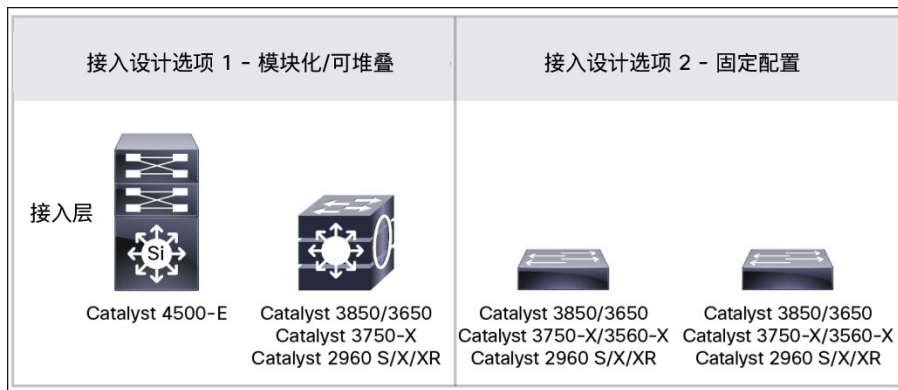 接入设计选项 1 - 模块化/可堆叠
接入设计选项 2 - 固定配置
接入层
Si
Catalyst 4500-E
Catalyst 3850/3650
Catalyst 3750-X
Catalyst 2960 S/X/XR
Catalyst 3850/3650
Catalyst 3750-X/3560-X
Catalyst 2960 S/X/XR
Catalyst 3850/3650
Catalyst 3750-X/3560-X
Catalyst 2960 S/X/XR